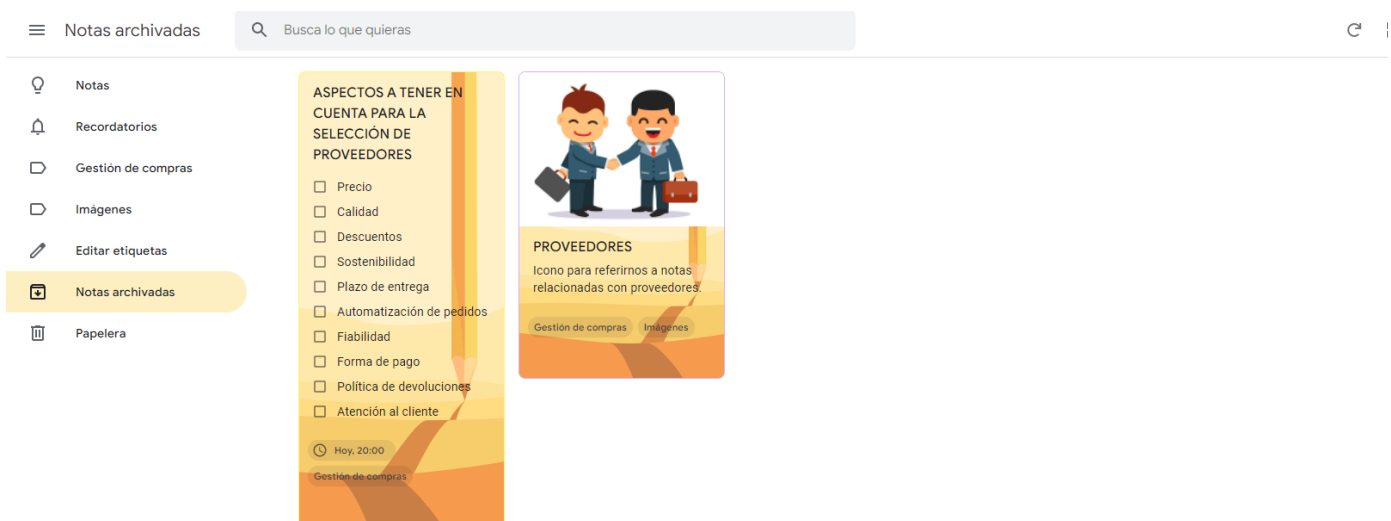 Notas archivadas
Busca lo que quieras
Notas
Recordatorios
Gestión de compras
Imágenes
Editar etiquetas
Notas archivadas
Papelera
ASPECTOS A TENER EN
CUENTA PARA LA
SELECCIÓN DE
PROVEEDORES
Precio
Calidad
Descuentos
Sostenibilidad
Plazo de entrega
Automatización de pedidos
Fiabilidad
Forma de pago
Política de devoluciones
Atención al cliente
Hoy, 20:00
Gestión de compras
PROVEEDORES
Icono para referirnos a notas
relacionadas con proveedores.
Gestión de compras Imágenes